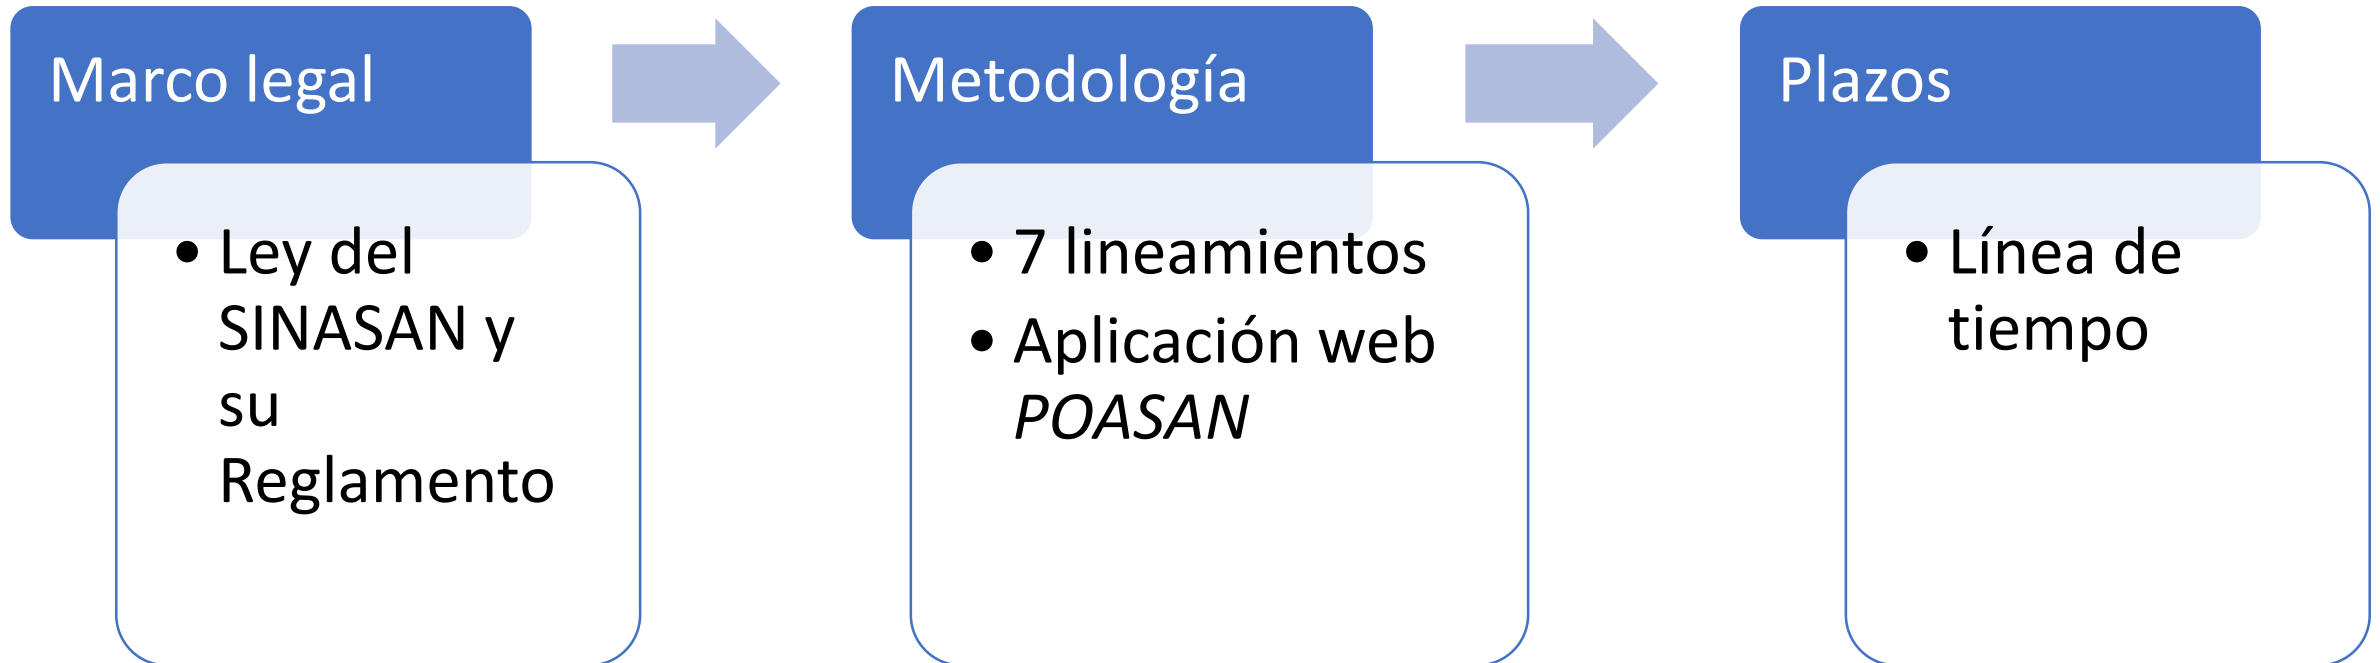 Marco legal
• Ley del
SINASAN y
su
Reglamento
Metodología
• 7 lineamientos
• Aplicación web
POASAN
Plazos
• Línea de
tiempo